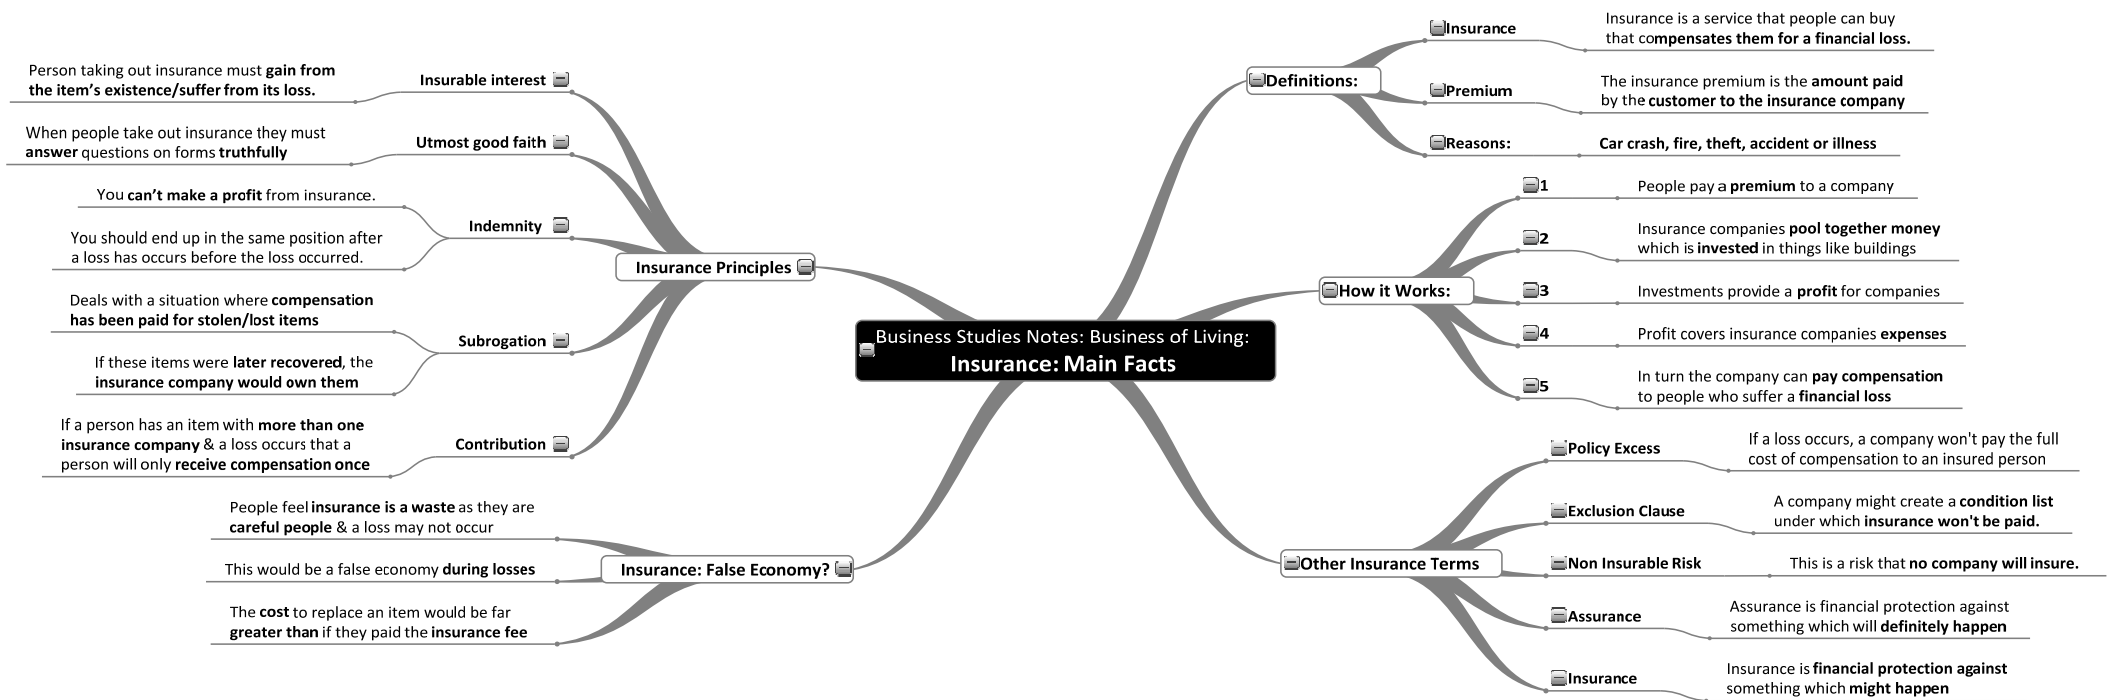 Business Studies Notes: Business of Living:
Insurance: Main Facts
Insurance Principles
Insurable interest
Person taking out insurance must gain from
the item’s existence/suffer from its loss.
Utmost good faith
When people take out insurance they must
answer questions on forms truthfully
Indemnity
You can’t make a profit from insurance.
You should end up in the same position after
a loss has occurs before the loss occurred.
Subrogation
Deals with a situation where compensation
has been paid for stolen/lost items
If these items were later recovered, the
insurance company would own them
Contribution
If a person has an item with more than one
insurance company & a loss occurs that a
person will only receive compensation once
Insurance: False Economy?
People feel insurance is a waste as they are
careful people & a loss may not occur
This would be a false economy during losses
The cost to replace an item would be far
greater than if they paid the insurance fee
Definitions:
Insurance
Insurance is a service that people can buy
that compensates them for a financial loss.
Premium
The insurance premium is the amount paid
by the customer to the insurance company
Reasons:
Car crash, fire, theft, accident or illness
How it Works:
1
People pay a premium to a company
2
Insurance companies pool together money
which is invested in things like buildings
3
Investments provide a profit for companies
4
Profit covers insurance companies expenses
5
In turn the company can pay compensation
to people who suffer a financial loss
Other Insurance Terms
Policy Excess
If a loss occurs, a company won't pay the full
cost of compensation to an insured person
Exclusion Clause
A company might create a condition list
under which insurance won't be paid.
Non Insurable Risk
This is a risk that no company will insure.
Assurance
Assurance is financial protection against
something which will definitely happen
Insurance
Insurance is financial protection against
something which might happen